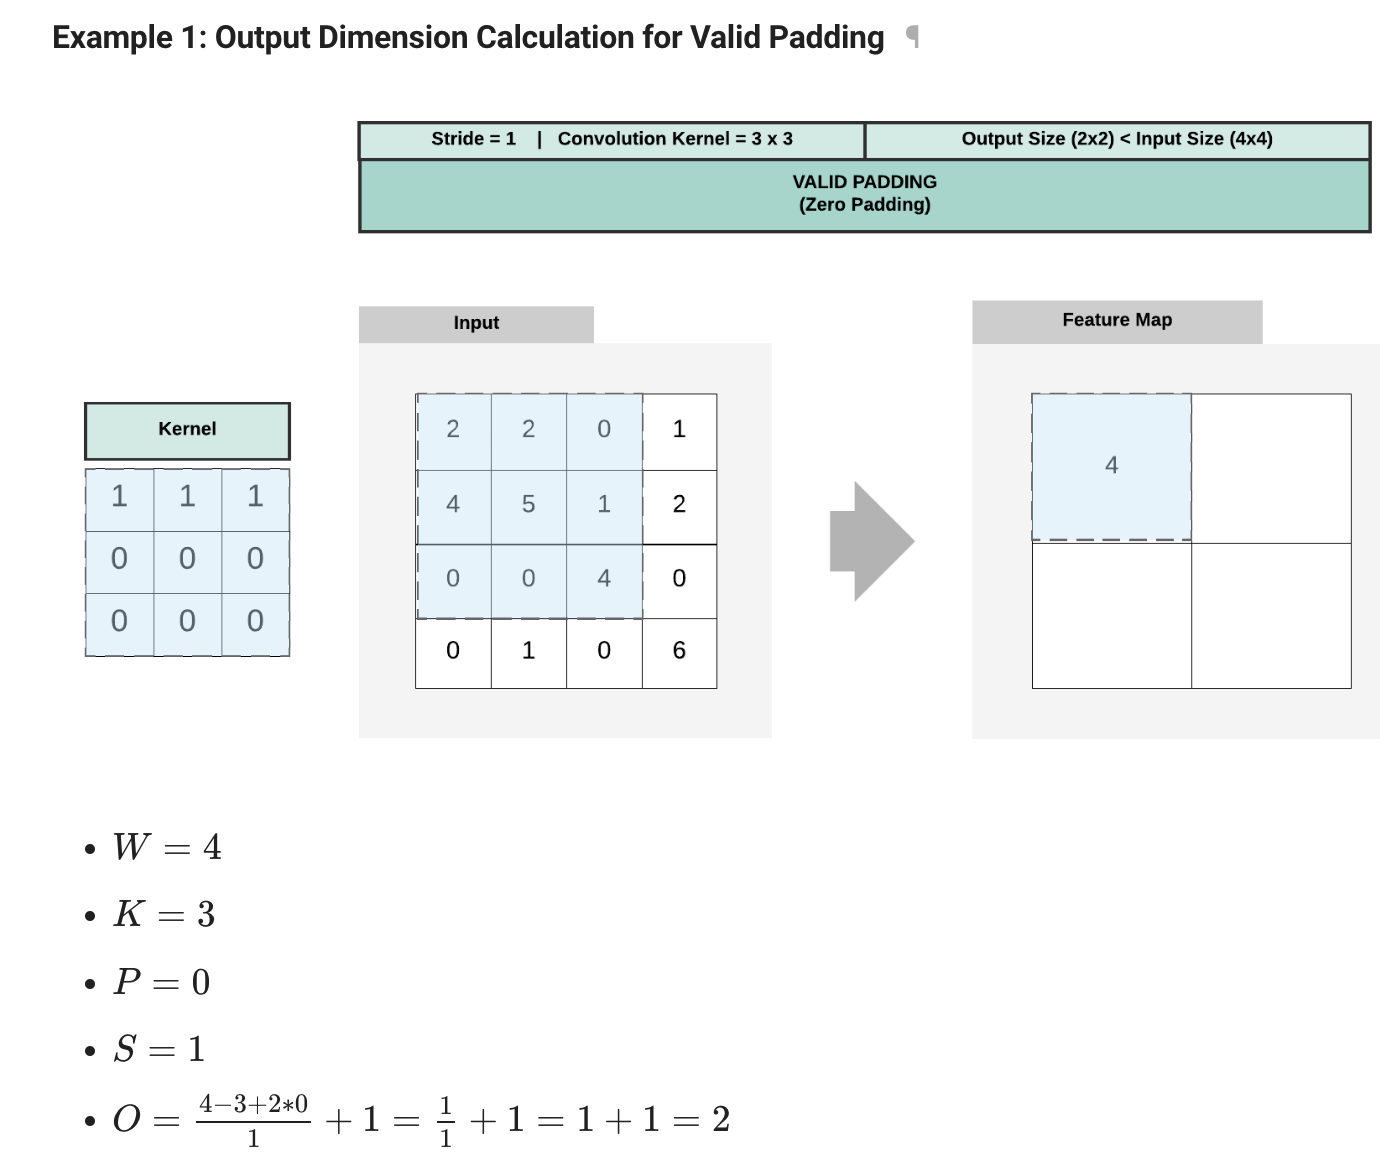 Example 1: Output Dimension Calculation for Valid Padding ¶
Stride = 1 | Convolution Kernel = 3 x 3
Output Size (2x2) < Input Size (4x4)
VALID PADDING
(Zero Padding)
Kernel
1 1 1
0 0 0
0 0 0
Input
2 2 0 1
4 5 1 2
0 0 4 0
0 1 0 6
Feature Map
4
• W = 4
• K = 3
• P = 0
• S = 1
• O = \frac{4-3+2*0}{1} + 1 = \frac{1}{1} + 1 = 1 + 1 = 2